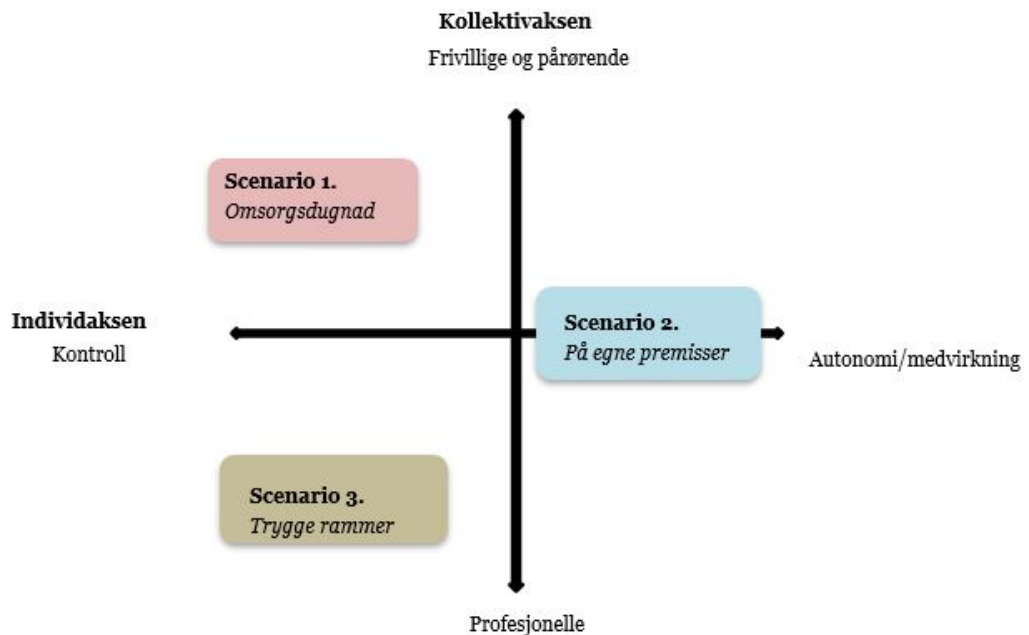 Kollektivaksen
Frivillige og pårørende
Scenario 1.
Omsorgsdugnad
Individaksen
Kontroll
Scenario 2.
På egne premisser
Autonomi/medvirkning
Scenario 3.
Trygge rammer
Profesjonelle